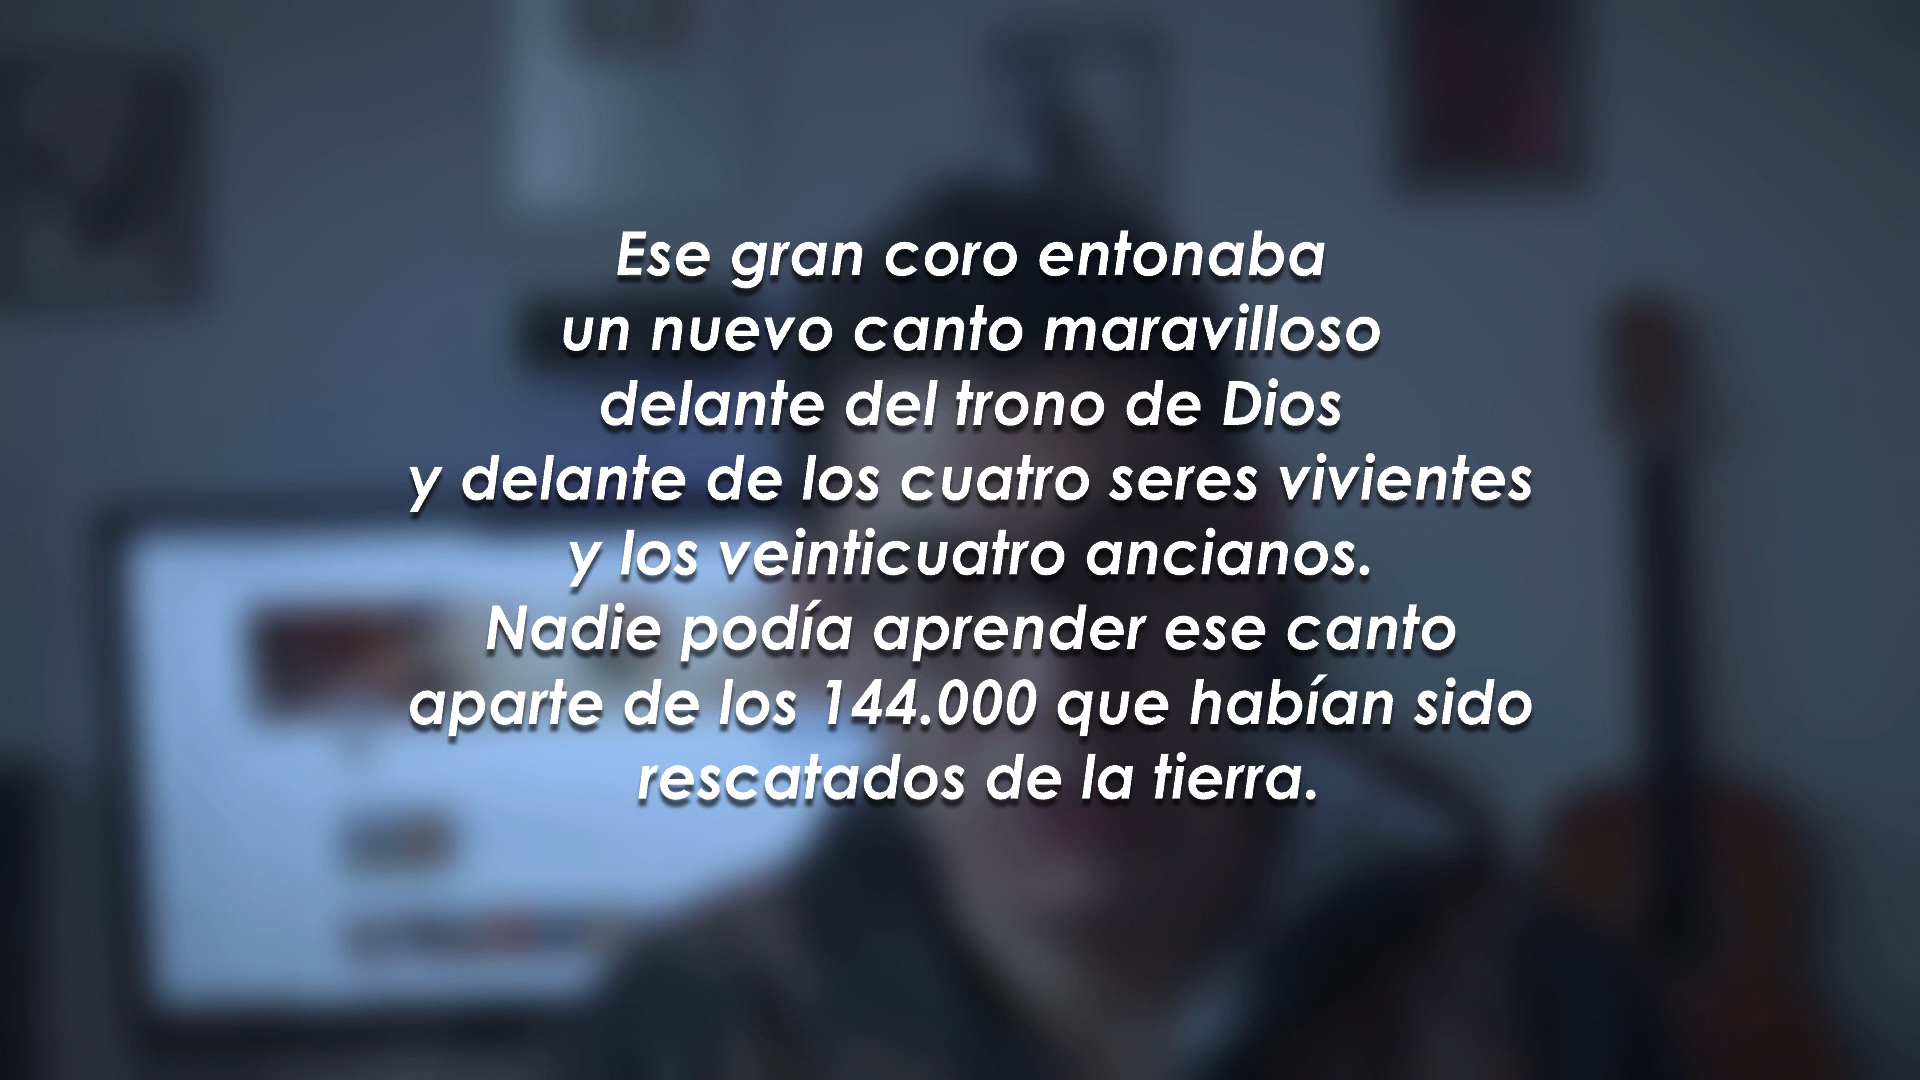 Ese gran coro entonaba
un nuevo canto maravilloso
delante del trono de Dios
y delante de los cuatro seres vivientes
y los veinticuatro ancianos.
Nadie podía aprender ese canto
aparte de los 144.000 que habían sido
rescatados de la tierra.